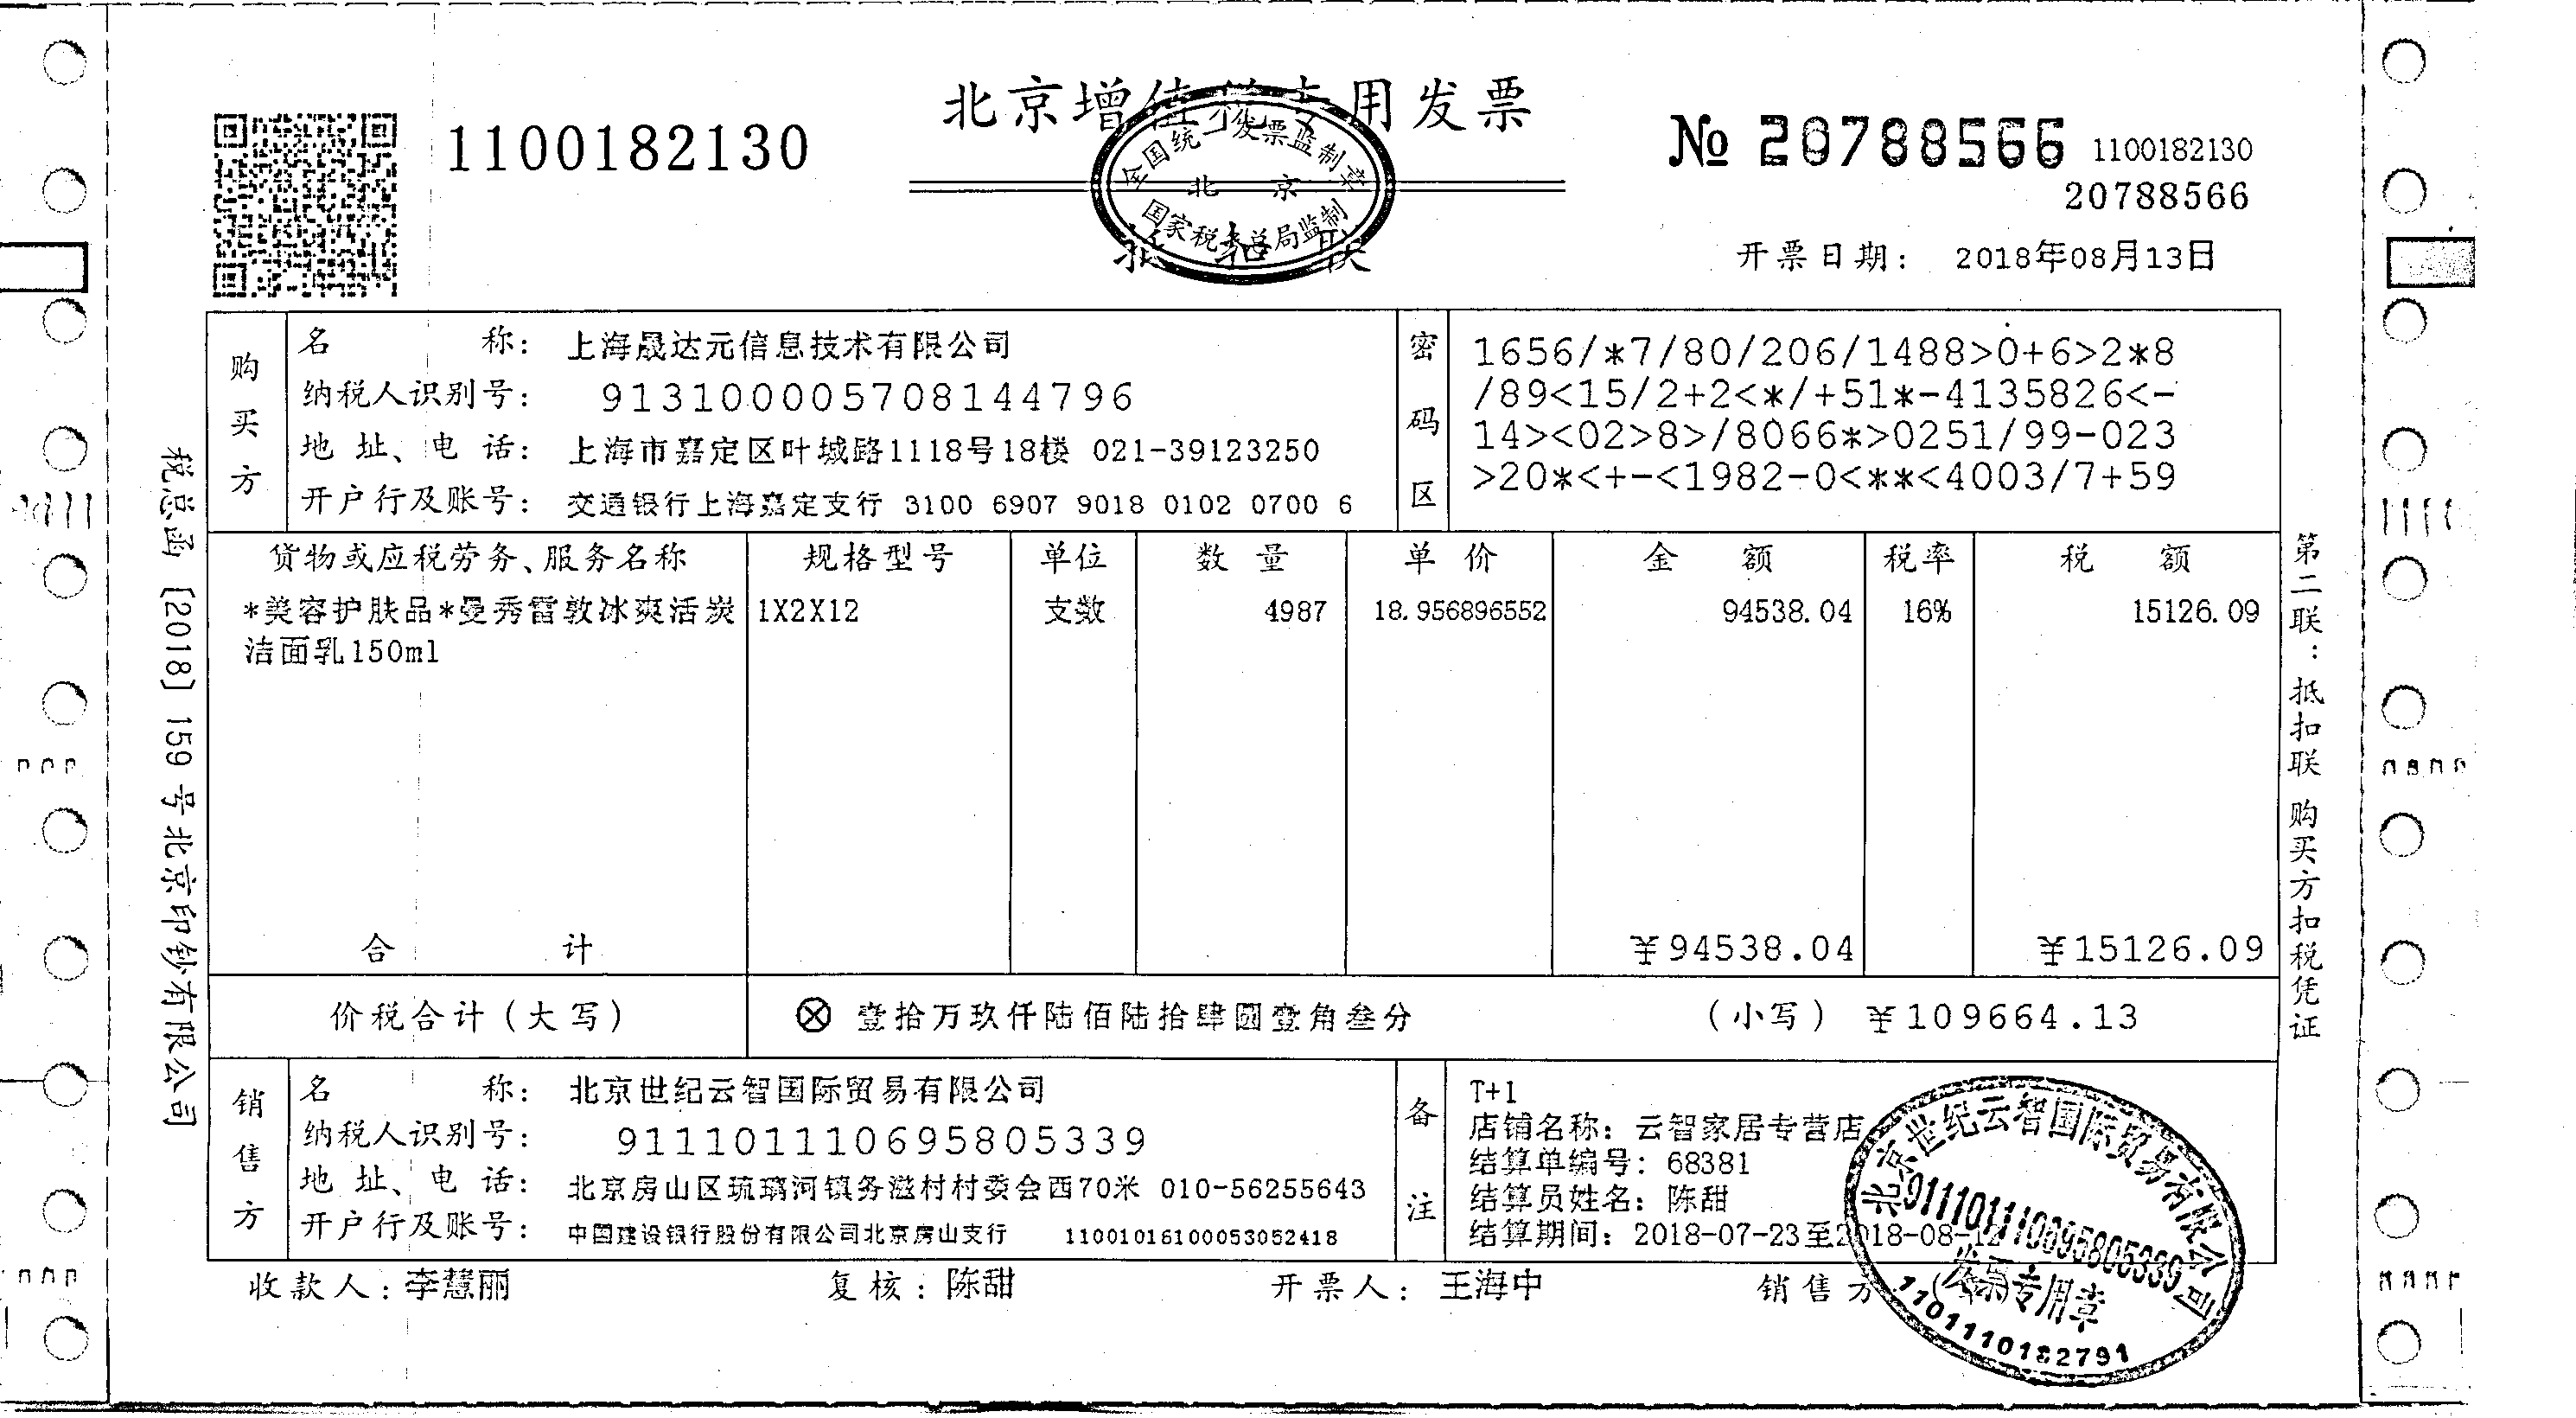 北京增值税专用发票
1100182130
№ 20788566 1100182130
20788566
全国统一发票监制章
北京
国家税务总局监制
抵扣联
开票日期： 2018年08月13日
购买方
名称： 上海晟达元信息技术有限公司
纳税人识别号： 913100005708144796
地址、电话： 上海市嘉定区叶城路1118号18楼 021-39123250
开户行及账号： 交通银行上海嘉定支行 3100 6907 9018 0102 0700 6
密码区
1656/*7/80/206/1488>0+6>2*8
/89<15/2+2<*/+51*-4135826<-
14><02>8>/8066*>0251/99-023
>20*<+-<1982-0<**<4003/7+59
货物或应税劳务、服务名称 规格型号 单位 数量 单价 金额 税率 税额
*美容护肤品*曼秀雷敦冰爽活炭 1X2X12 支数 4987 18.956896552 94538.04 16% 15126.09
洁面乳150ml
合计 ¥94538.04 ¥15126.09
价税合计（大写） ⊗ 壹拾万玖仟陆佰陆拾肆圆壹角叁分 （小写） ¥109664.13
销售方
名称： 北京世纪云智国际贸易有限公司
纳税人识别号： 911101110695805339
地址、电话： 北京房山区琉璃河镇务滋村村委会西70米 010-56255643
开户行及账号： 中国建设银行股份有限公司北京房山支行 11001016100053052418
备注
T+1
店铺名称：云智家居专营店
结算单编号：68381
结算员姓名：陈甜
结算期间：2018-07-23至2018-08-12
收款人：李慧丽 复核：陈甜 开票人：王海中 销售方
北京世纪云智国际贸易有限公司
911101110695805339
发票专用章
1101110182791
税总函［2018］159号北京印钞有限公司
第二联：抵扣联 购买方扣税凭证